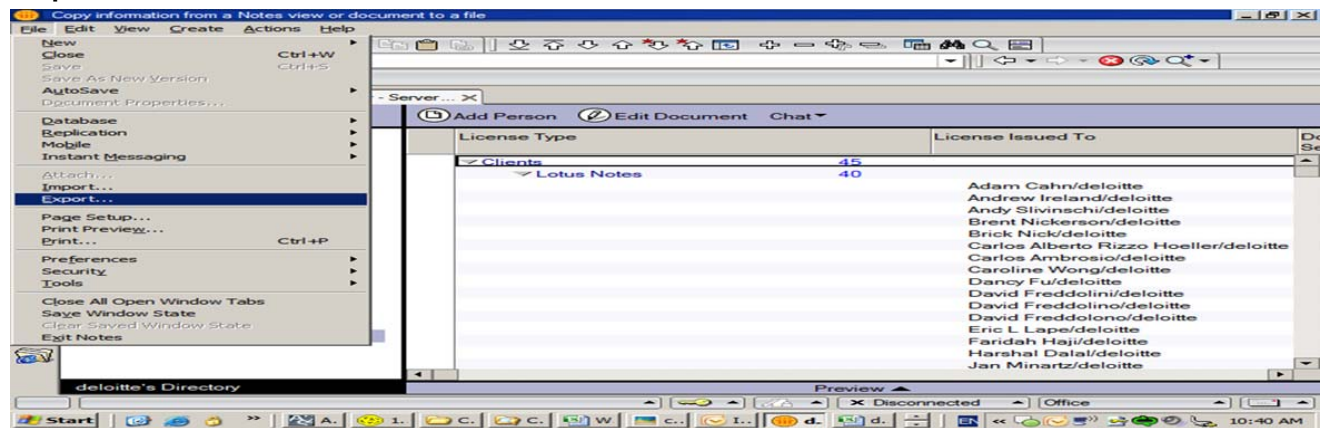 Copy information from a Notes view or document to a file
File Edit View Create Actions Help
New
Close Ctrl+W
Save Ctrl+S
Save As New Version
AutoSave
Document Properties...
Database
Replication
Mobile
Instant Messaging
Attach...
Import...
Export...
Page Setup...
Print Preview...
Print... Ctrl+P
Preferences
Security
Tools
Close All Open Window Tabs
Save Window State
Clear Saved Window State
Exit Notes
- Server...
Add Person Edit Document Chat
License Type License Issued To
Clients 45
Lotus Notes 40
Adam Cahn/deloitte
Andrew Ireland/deloitte
Andy Slivinschi/deloitte
Brent Nickerson/deloitte
Brick Nick/deloitte
Carlos Alberto Rizzo Hoeller/deloitte
Carlos Ambrosio/deloitte
Caroline Wong/deloitte
Dancy Fu/deloitte
David Freddolini/deloitte
David Freddolino/deloitte
David Freddolono/deloitte
Eric L Lape/deloitte
Faridah Haji/deloitte
Harshal Dalal/deloitte
Jan Minartz/deloitte
deloitte's Directory
Preview
Disconnected Office
Start A. 1. C. C. W c.. I.. d. d. EN 10:40 AM